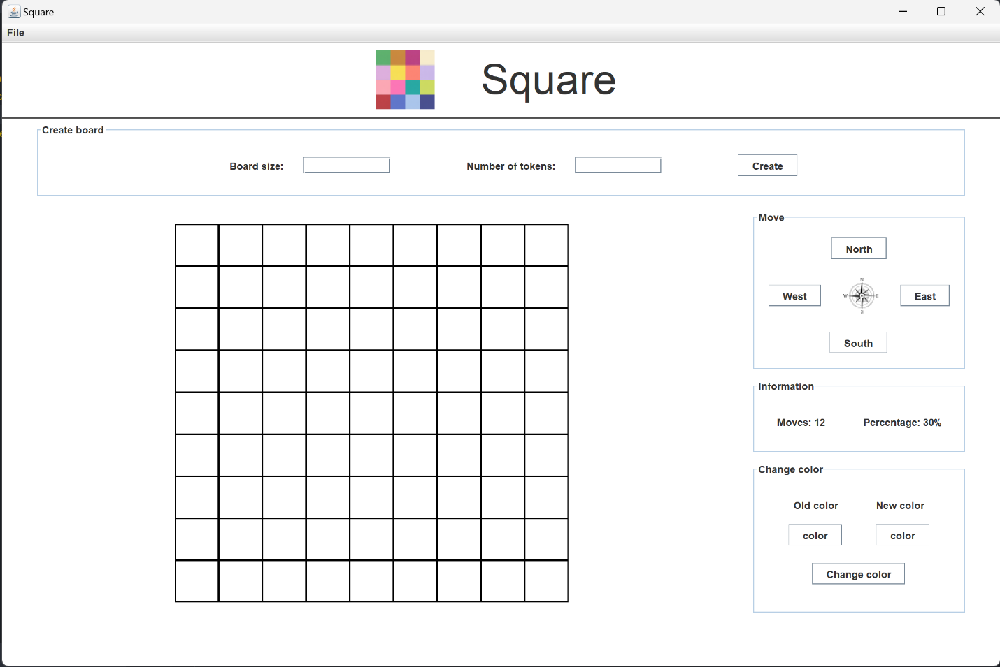 Square
File
Square
Create board
Board size:
Number of tokens:
Create
Move
North
N
West
W
E
East
S
South
Information
Moves: 12
Percentage: 30%
Change color
Old color
New color
color
color
Change color